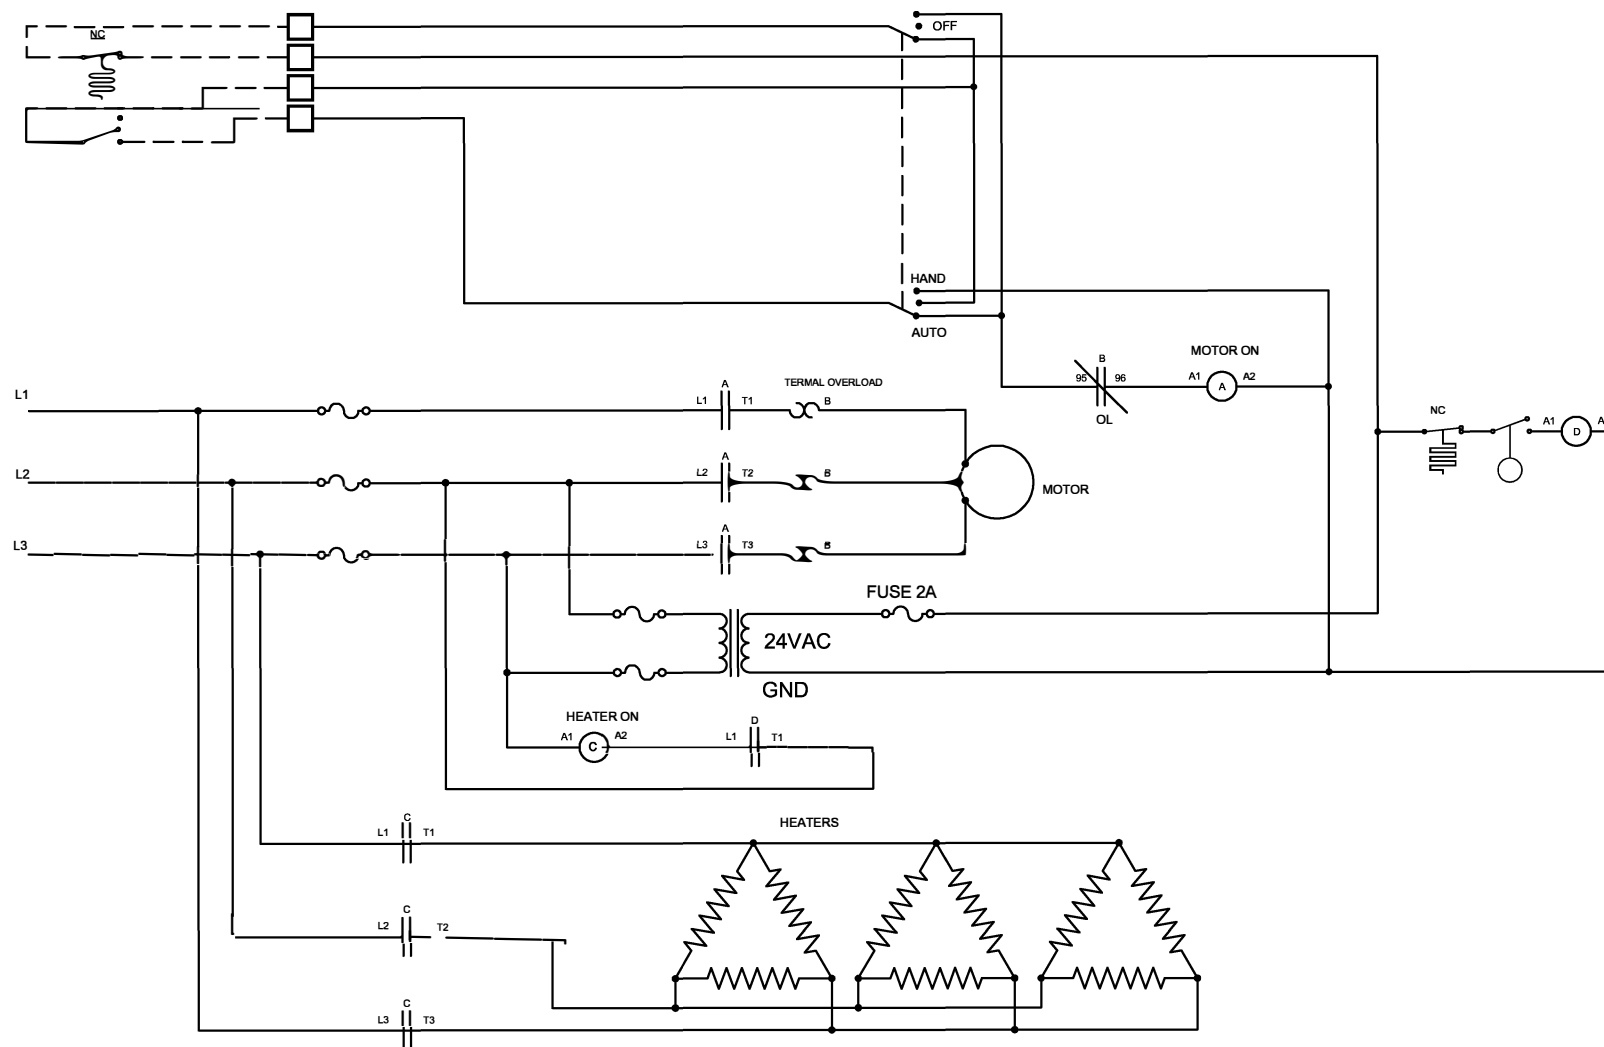 OFF
NC
HAND
AUTO
MOTOR ON
B
95 96
A1 A A2
OL
A TERMAL OVERLOAD
L1
L1 T1 B
NC
A1 D A
A
L2
L2 T2 B
MOTOR
A
L3
L3 T3 B
FUSE 2A
24VAC
GND
HEATER ON
D
A1 C A2
L1 T1
C
L1 T1
HEATERS
C
L2 T2
C
L3 T3